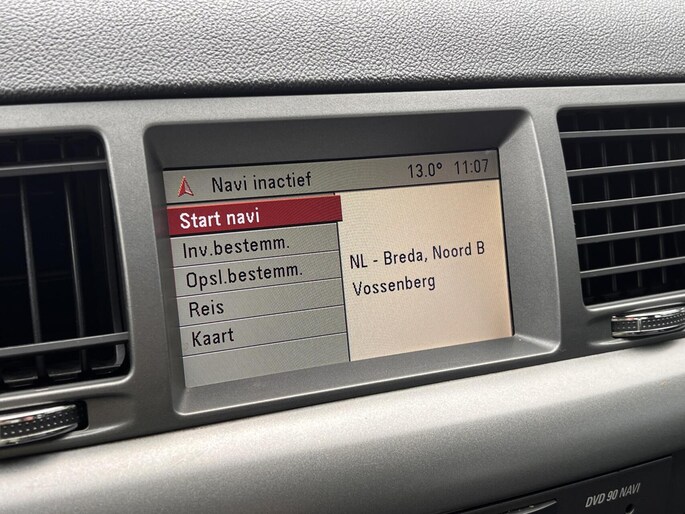 Navi inactief 13.0° 11:07
Start navi
Inv.bestemm.
Opsl.bestemm.
Reis
Kaart
NL - Breda, Noord B
Vossenberg
DVD 90 NAVI